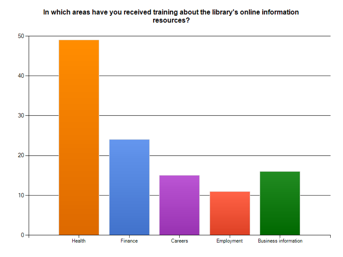 In which areas have you received training about the library's online information
resources?
50
40
30
20
10
0
Health Finance Careers Employment Business information